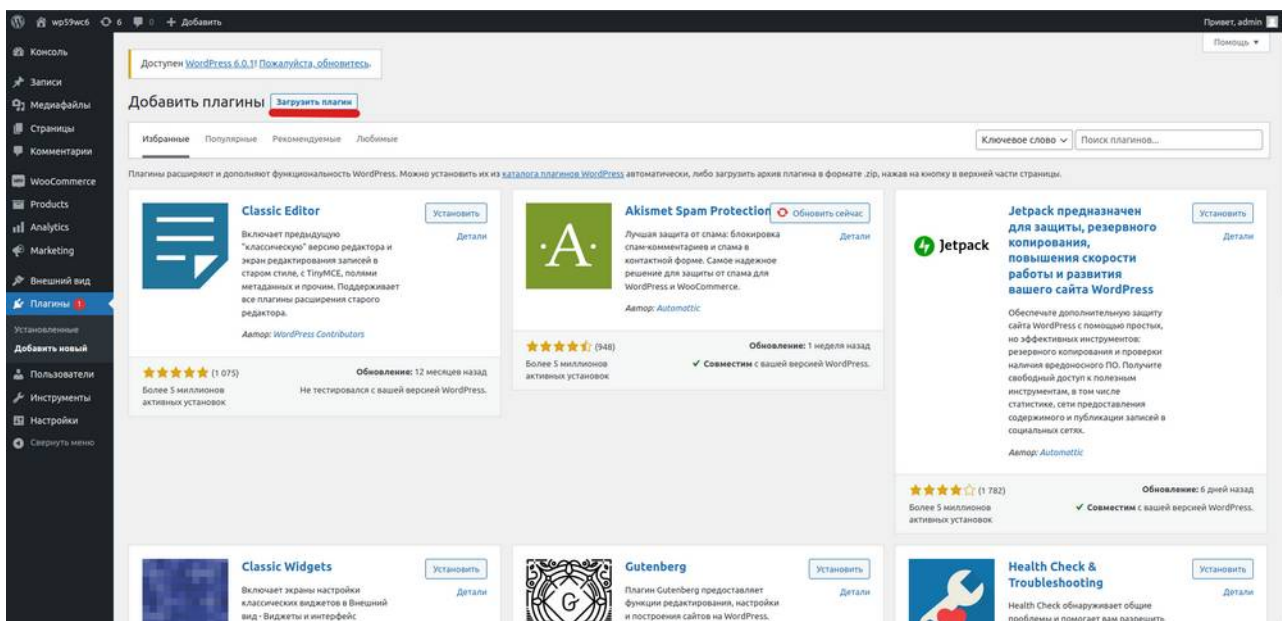 wp59wc6 6 0 + Добавить Привет, admin
Помощь ▼
Консоль
Записи
Медиафайлы
Страницы
Комментарии
WooCommerce
Products
Analytics
Marketing
Внешний вид
Плагины 1
Установленные
Добавить новый
Пользователи
Инструменты
Настройки
Свернуть меню
Доступен WordPress 6.0.1! Пожалуйста, обновитесь.
Добавить плагины Загрузить плагин
Избранные Популярные Рекомендуемые Любимые Ключевое слово Поиск плагинов...
Плагины расширяют и дополняют функциональность WordPress. Можно установить их из каталога плагинов WordPress автоматически, либо загрузить архив плагина в формате .zip, нажав на кнопку в верхней части страницы.
Classic Editor
Установить
Детали
Включает предыдущую
"классическую" версию редактора и
экран редактирования записей в
старом стиле, с TinyMCE, полями
метаданных и прочим. Поддерживает
все плагины расширения старого
редактора.
Автор: WordPress Contributors
(1 075)
Более 5 миллионов
активных установок
Обновление: 12 месяцев назад
Не тестировался с вашей версией WordPress.
·A·
Akismet Spam Protection
Обновить сейчас
Детали
Лучшая защита от спама: блокировка
спам-комментариев и спама в
контактной форме. Самое надежное
решение для защиты от спама для
WordPress и WooCommerce.
Автор: Automattic
(948)
Более 5 миллионов
активных установок
Обновление: 1 неделя назад
✔ Совместим с вашей версией WordPress.
Jetpack
Jetpack предназначен
для защиты, резервного
копирования,
повышения скорости
работы и развития
вашего сайта WordPress
Установить
Детали
Обеспечьте дополнительную защиту
сайта WordPress с помощью простых,
но эффективных инструментов:
резервного копирования и проверки
наличия вредоносного ПО. Получите
свободный доступ к полезным
инструментам, в том числе
статистике, сети предоставления
содержимого и публикации записей в
социальных сетях.
Автор: Automattic
(1 782)
Более 5 миллионов
активных установок
Обновление: 6 дней назад
✔ Совместим с вашей версией WordPress.
Classic Widgets
Установить
Детали
Включает экраны настройки
классических виджетов в Внешний
вид - Виджеты и интерфейс
G
Gutenberg
Установить
Детали
Плагин Gutenberg предоставляет
функции редактирования, настройки
и построения сайтов на WordPress.
Health Check &
Troubleshooting
Установить
Детали
Health Check обнаруживает общие
проблемы и помогает вам разрешить